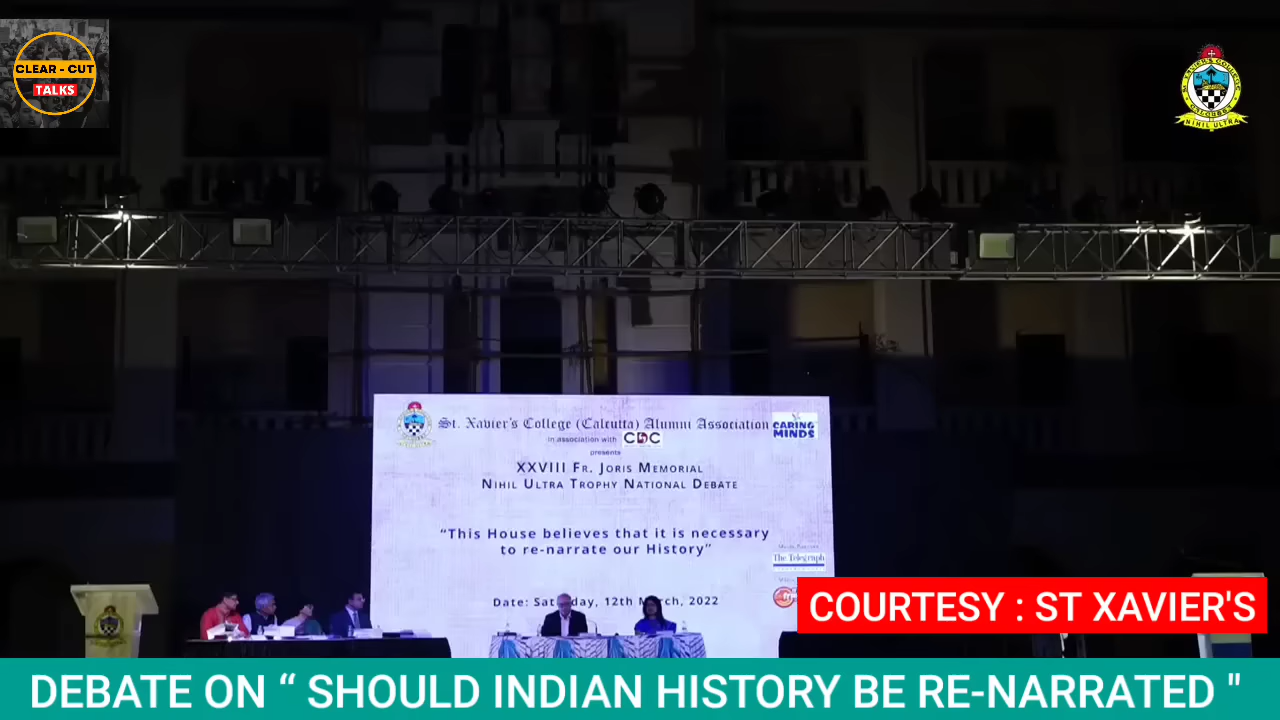 CLEAR - CUT
TALKS
NIHIL ULTRA
St. Xavier's College (Calcutta) Alumni Association
in association with CDC
presents
CARING
MINDS
XXVIII Fr. Joris Memorial
Nihil Ultra Trophy National Debate
"This House believes that it is necessary
to re-narrate our History"
The Telegraph
Date: Saturday, 12th March, 2022
COURTESY : ST XAVIER'S
DEBATE ON “ SHOULD INDIAN HISTORY BE RE-NARRATED "